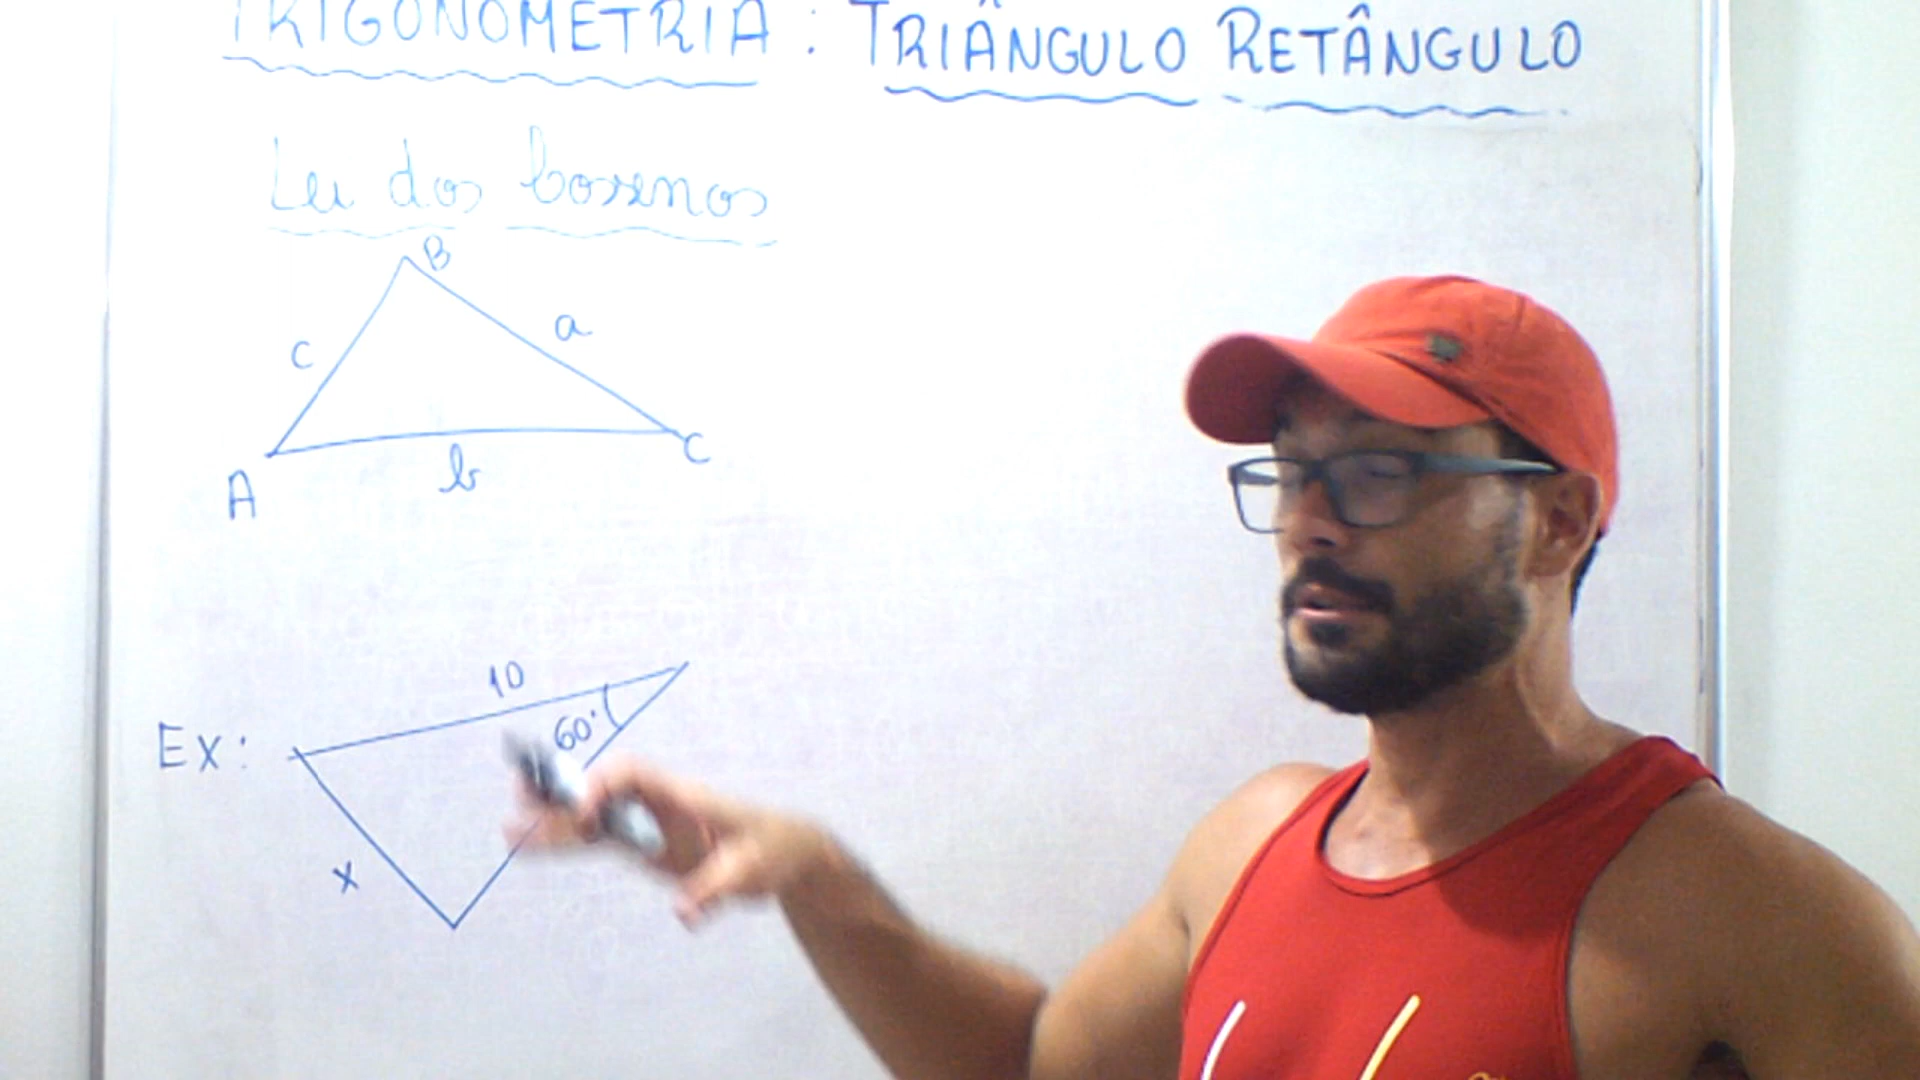 TRIGONOMETRIA: TRIÂNGULO RETÂNGULO
Lei dos Cossenos
B
c a
A b C
10
Ex: 60°
x